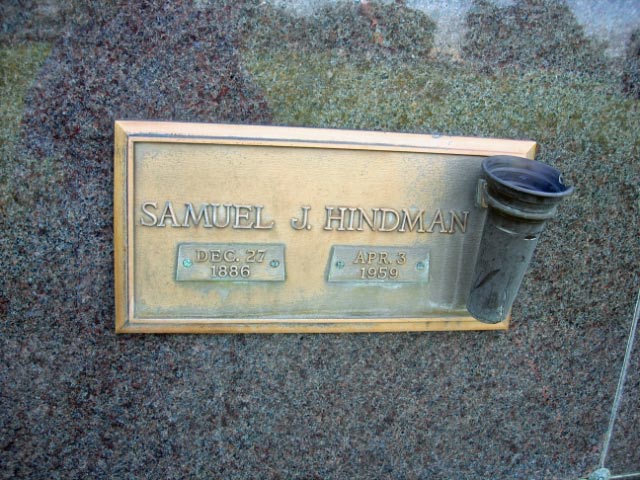 SAMUEL J. HINDMAN
DEC. 27
1886
APR. 3
1959